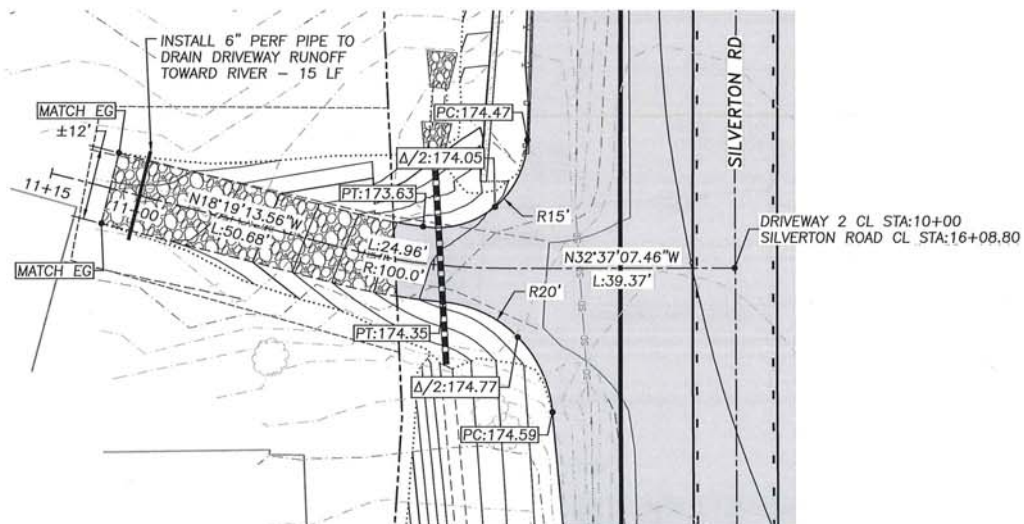 INSTALL 6" PERF PIPE TO
DRAIN DRIVEWAY RUNOFF
TOWARD RIVER – 15 LF
MATCH EG
±12'
11+15
11+00
N18°19'13.56"W
L:50.68'
MATCH EG
PC:174.47
Δ/2:174.05
PT:173.63
R15'
L:24.96'
R:100.0'
N32°37'07.46"W
L:39.37'
R20'
PT:174.35
Δ/2:174.77
PC:174.59
SD
SD
SD
SILVERTON RD
DRIVEWAY 2 CL STA:10+00
SILVERTON ROAD CL STA:16+08.80